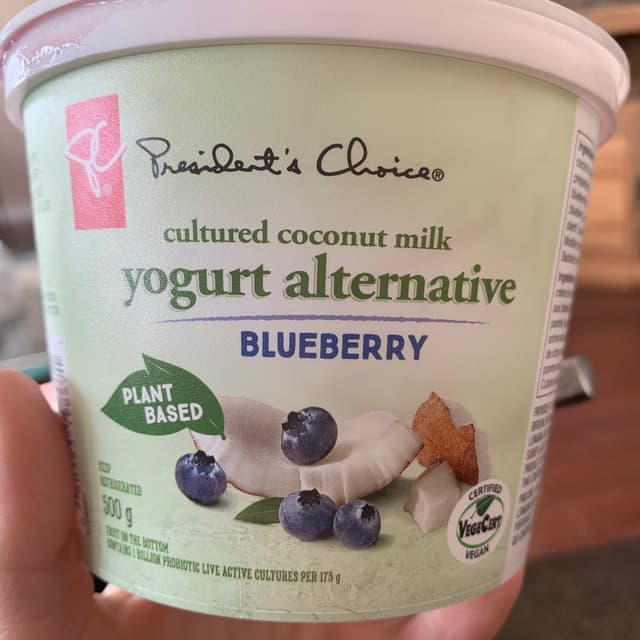 PC
President's Choice®
cultured coconut milk
yogurt alternative
BLUEBERRY
PLANT
BASED
KEEP
REFRIGERATED
500 g
FRUIT ON THE BOTTOM
CONTAINS 1 BILLION PROBIOTIC LIVE ACTIVE CULTURES PER 175 g
CERTIFIED
VEGECERT
VEGAN